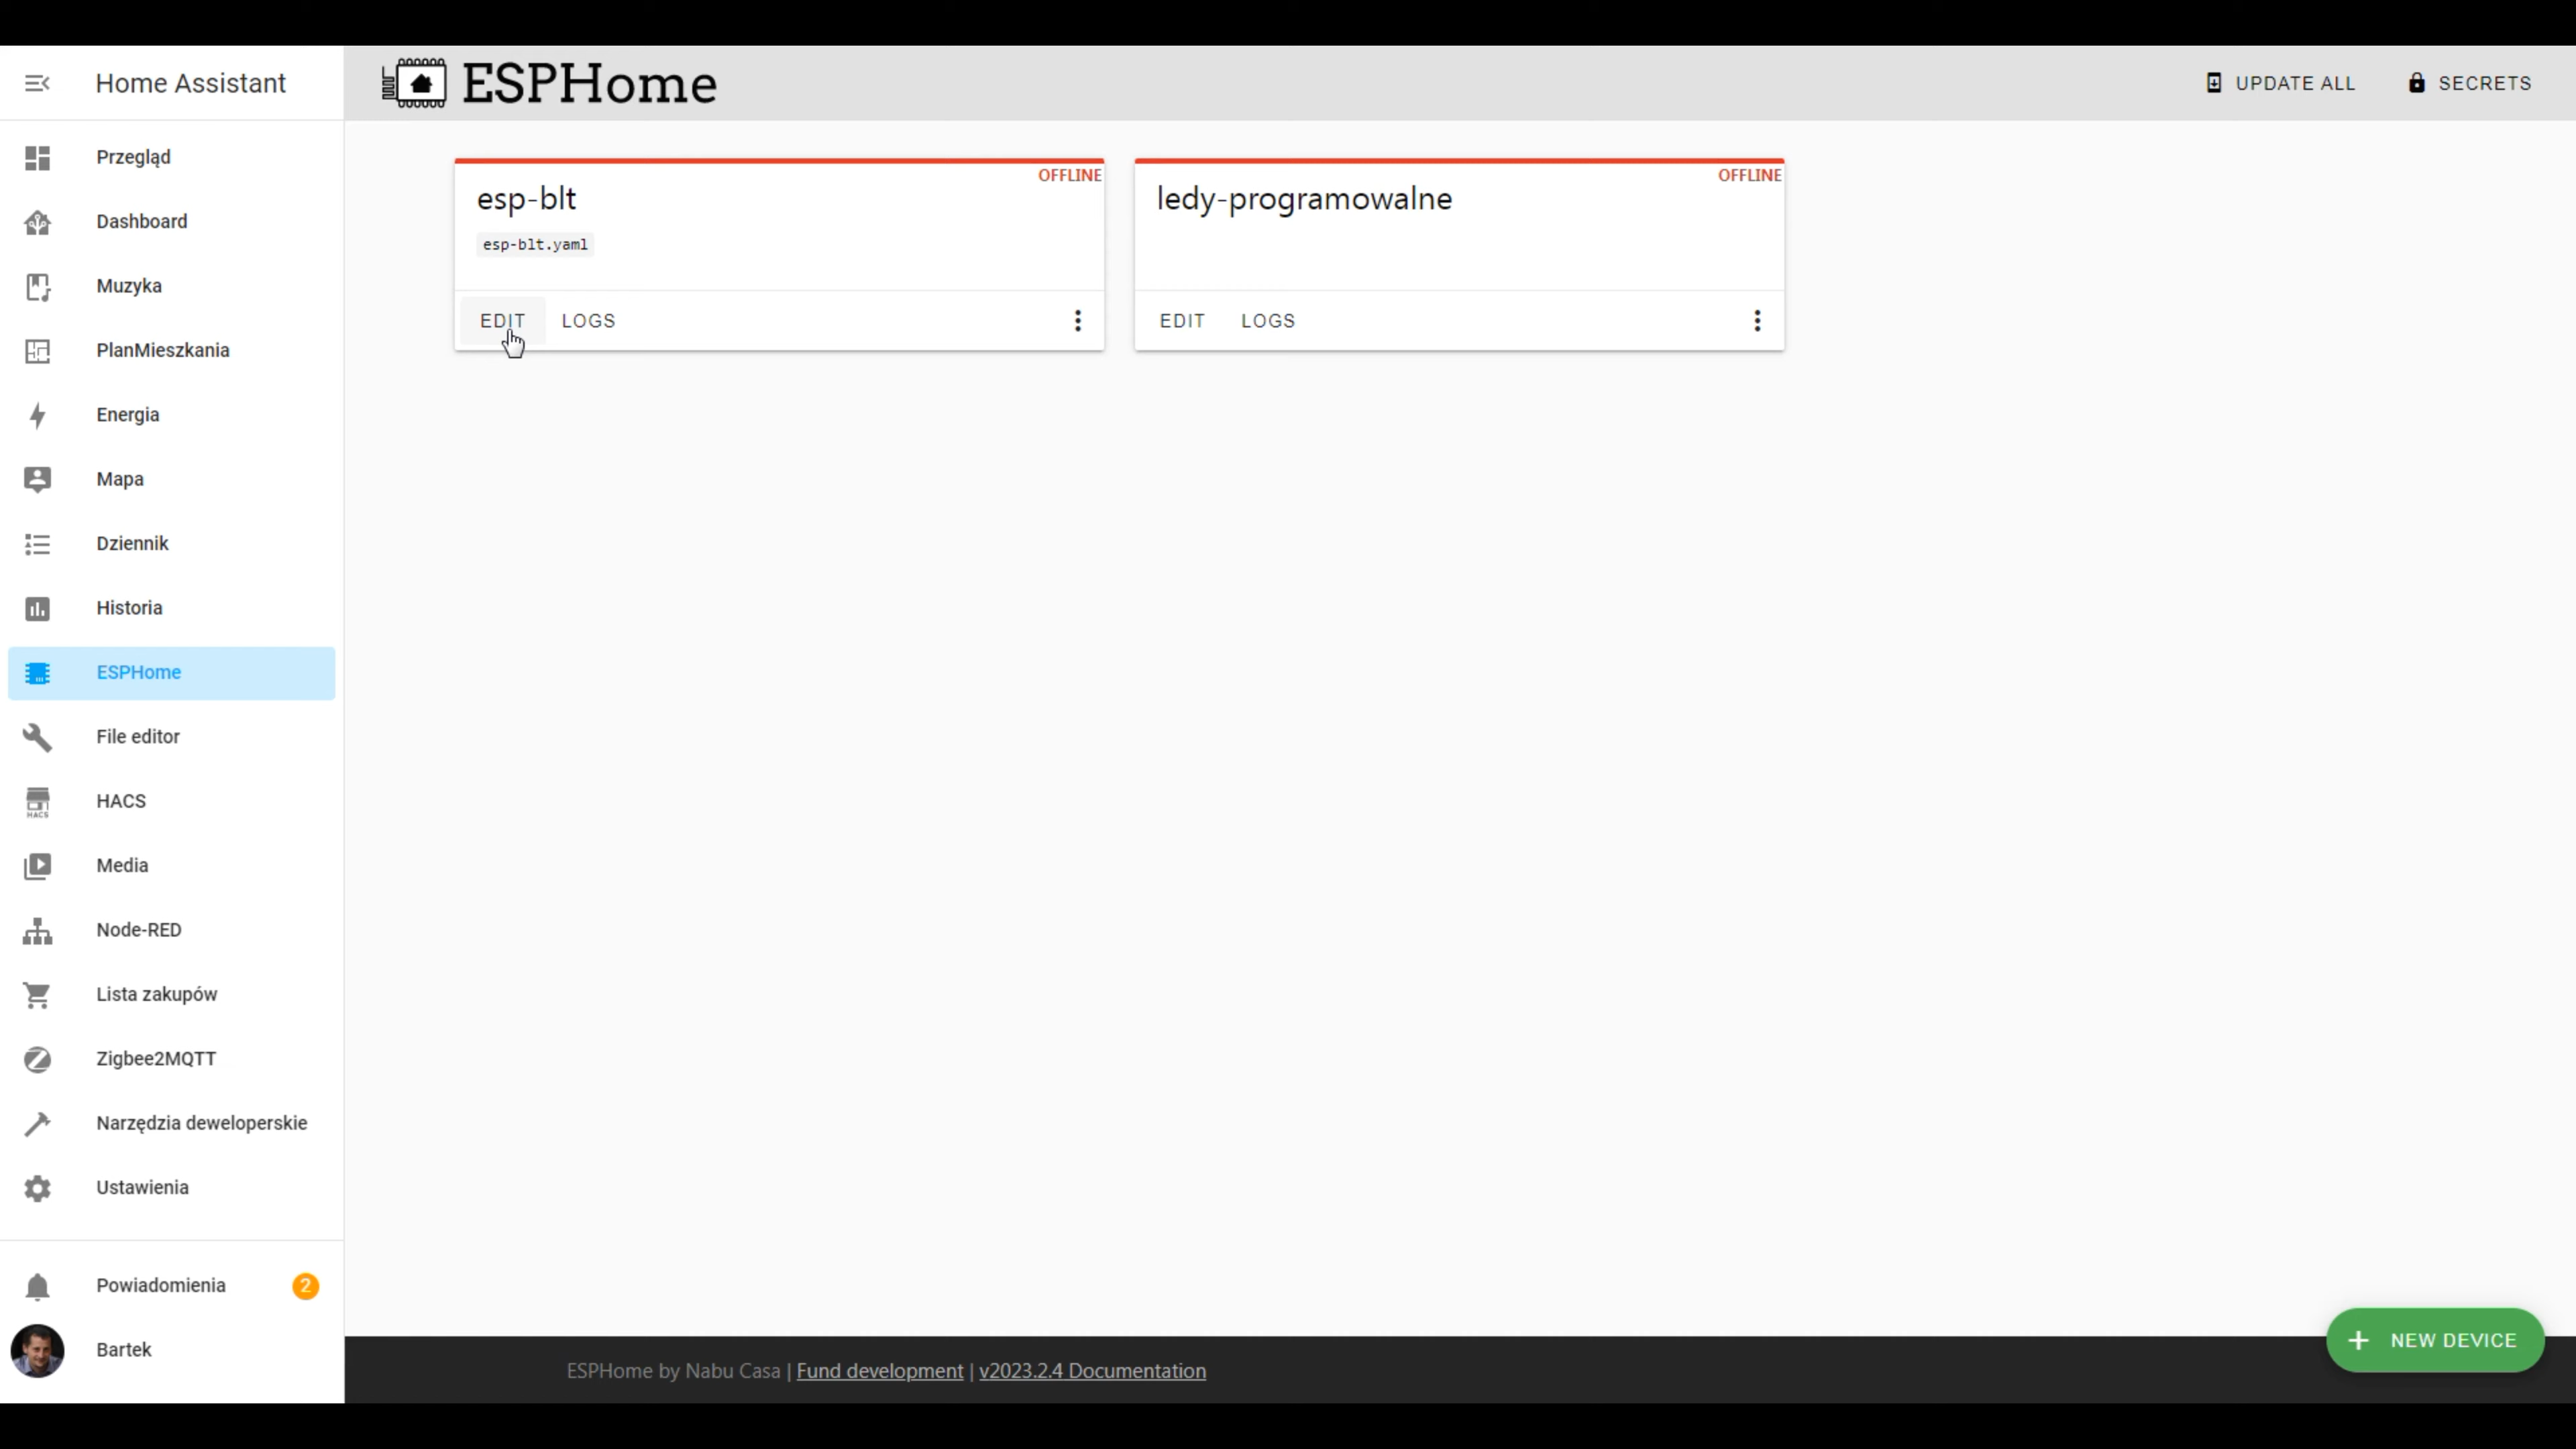 Home Assistant
Przegląd
Dashboard
Muzyka
PlanMieszkania
Energia
Mapa
Dziennik
Historia
ESPHome
File editor
HACS
HACS
Media
Node-RED
Lista zakupów
Zigbee2MQTT
Narzędzia deweloperskie
Ustawienia
Powiadomienia 2
Bartek
ESPHome
UPDATE ALL SECRETS
OFFLINE
esp-blt
esp-blt.yaml
EDIT LOGS
OFFLINE
ledy-programowalne
EDIT LOGS
NEW DEVICE
ESPHome by Nabu Casa | Fund development | v2023.2.4 Documentation